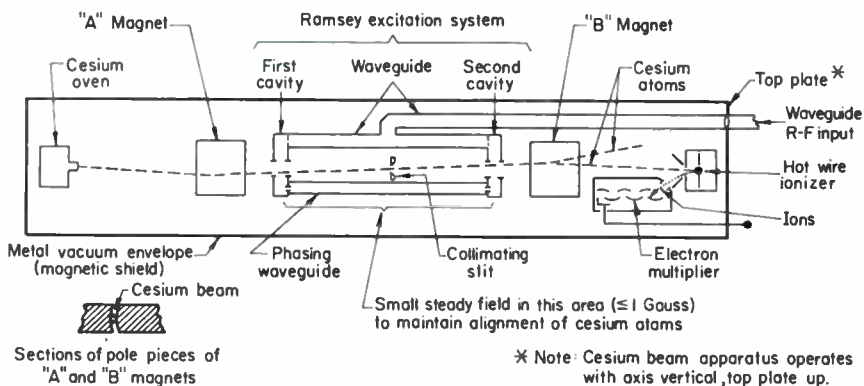 Ramsey excitation system
"A" Magnet
"B" Magnet
Cesium
oven
First
cavity
Waveguide
Second
cavity
Cesium
atoms
Top plate *
Waveguide
R-F input
Hot wire
ionizer
Ions
Metal vacuum envelope
(magnetic shield)
Phasing
waveguide
Collimating
slit
Electron
multiplier
Cesium beam
Small steady field in this area (≤1 Gauss)
to maintain alignment of cesium atams
Sections of pole pieces of
"A" and "B" magnets
* Note: Cesium beam apparatus operates
with axis vertical, top plate up.